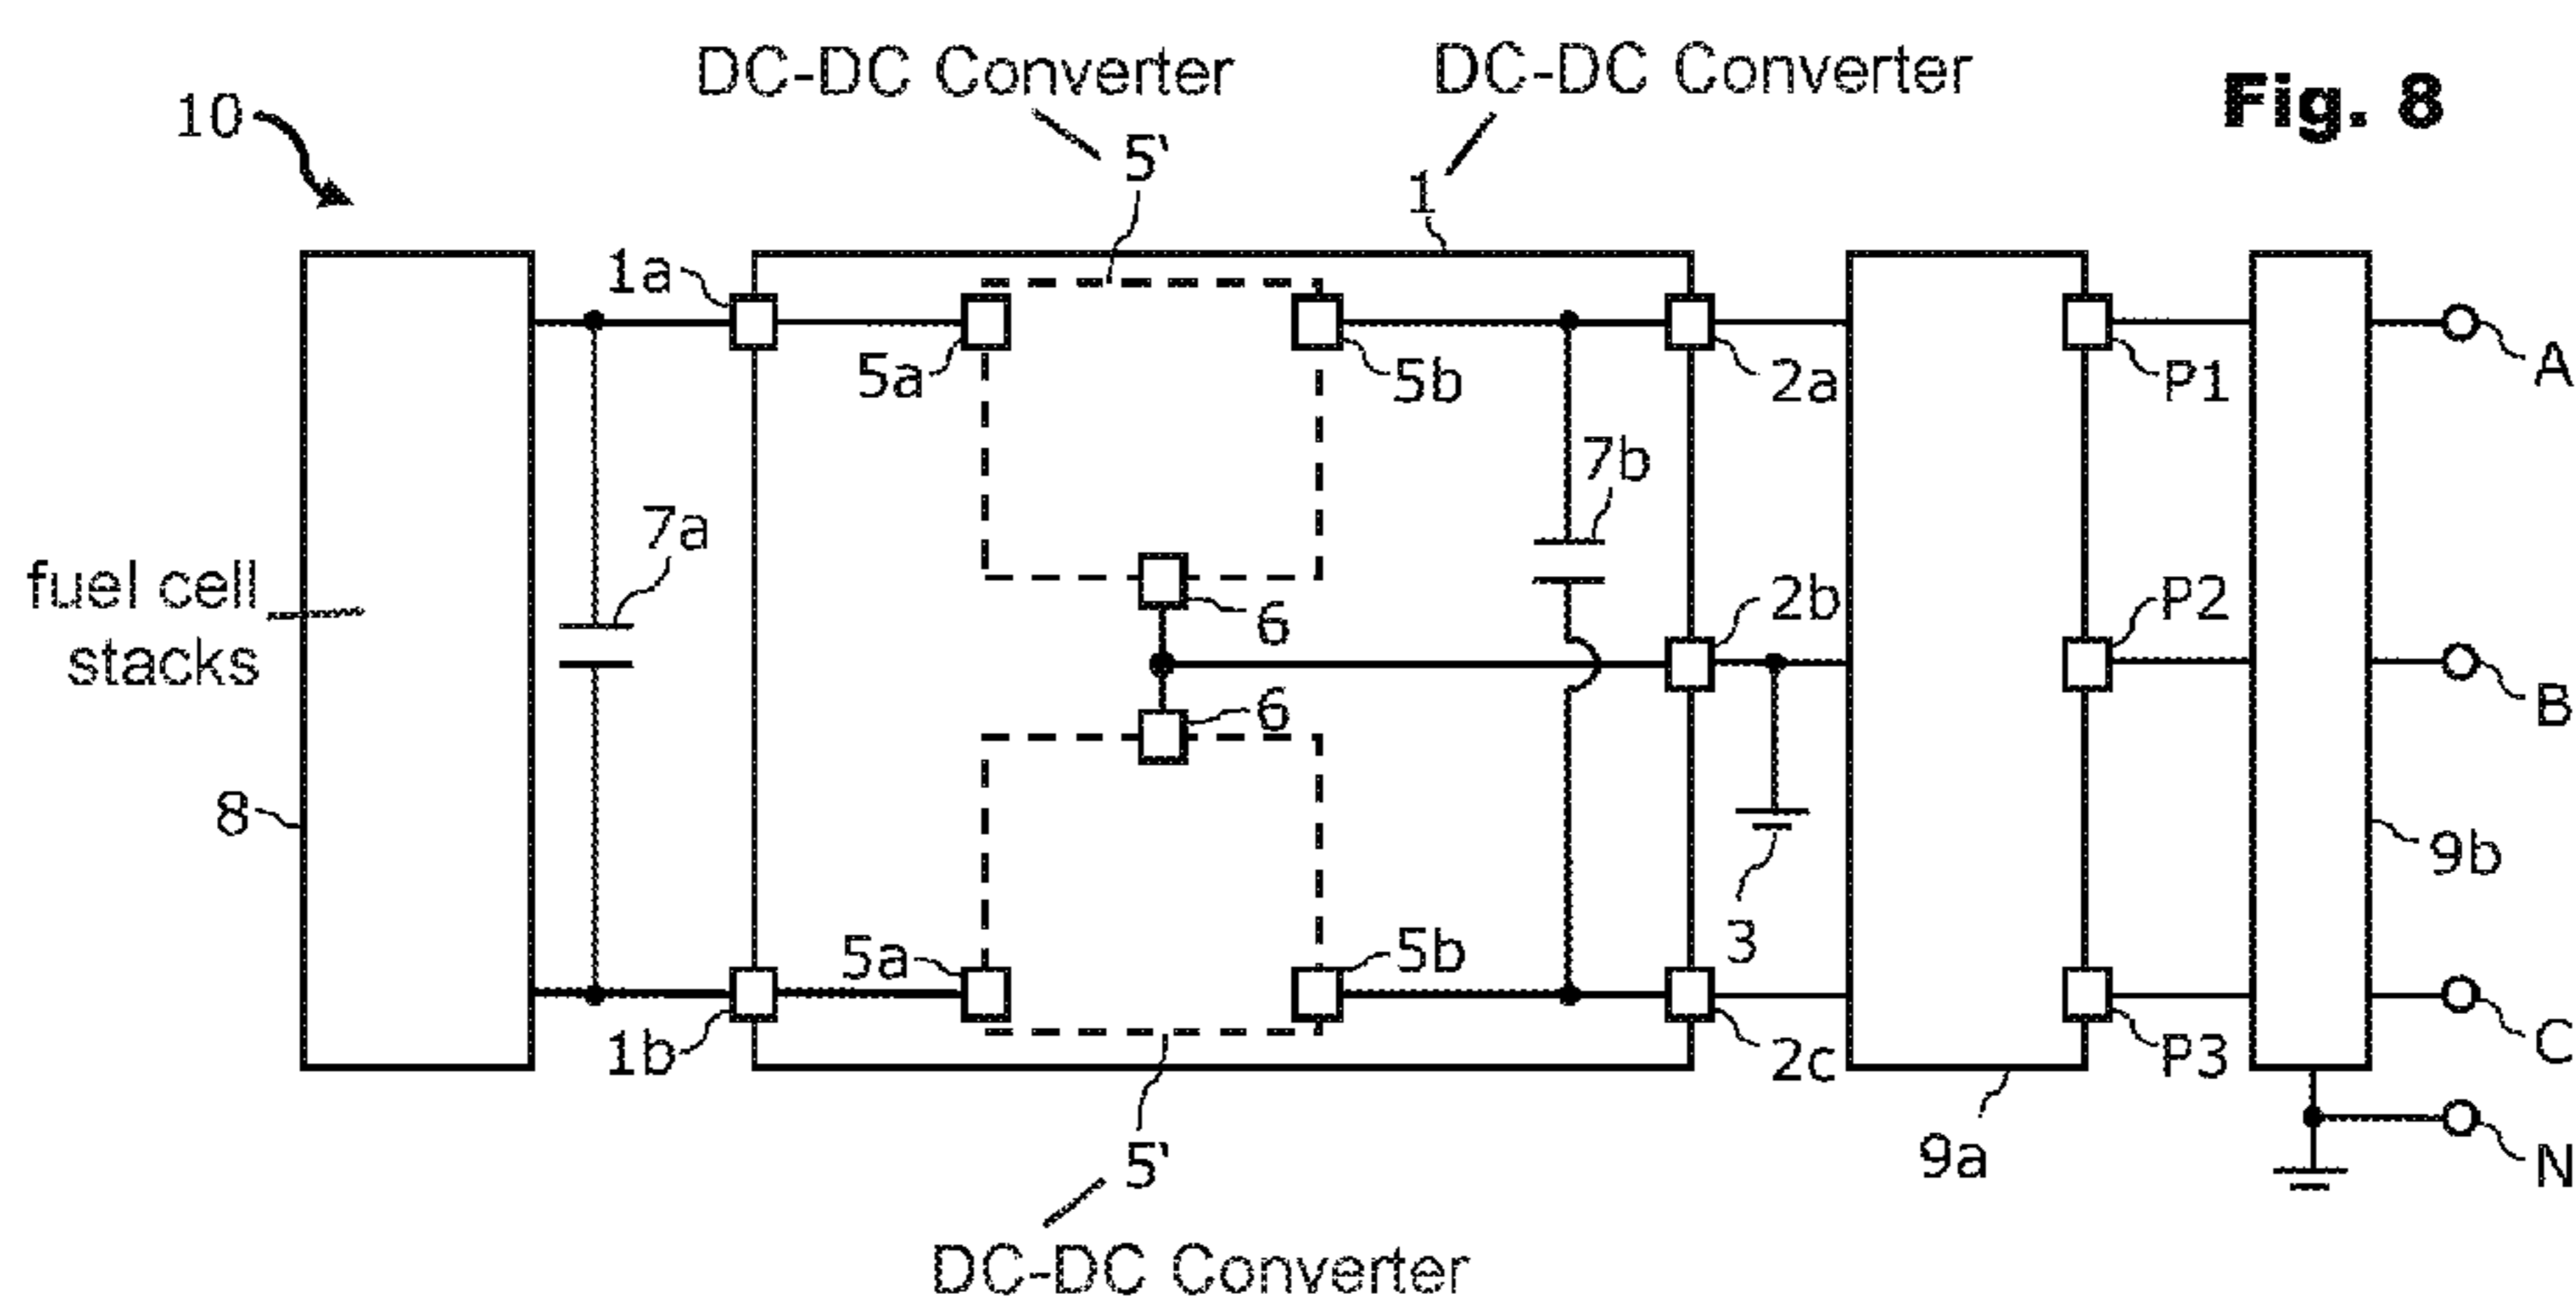 DC-DC Converter
DC-DC Converter
Fig. 8
10
5'
1
1a
5a
5b
2a
P1
A
7b
7a
fuel cell
stacks
6
2b
P2
6
B
8
9b
3
5a
5b
1b
2c
P3
C
5'
9a
N
DC-DC Converter